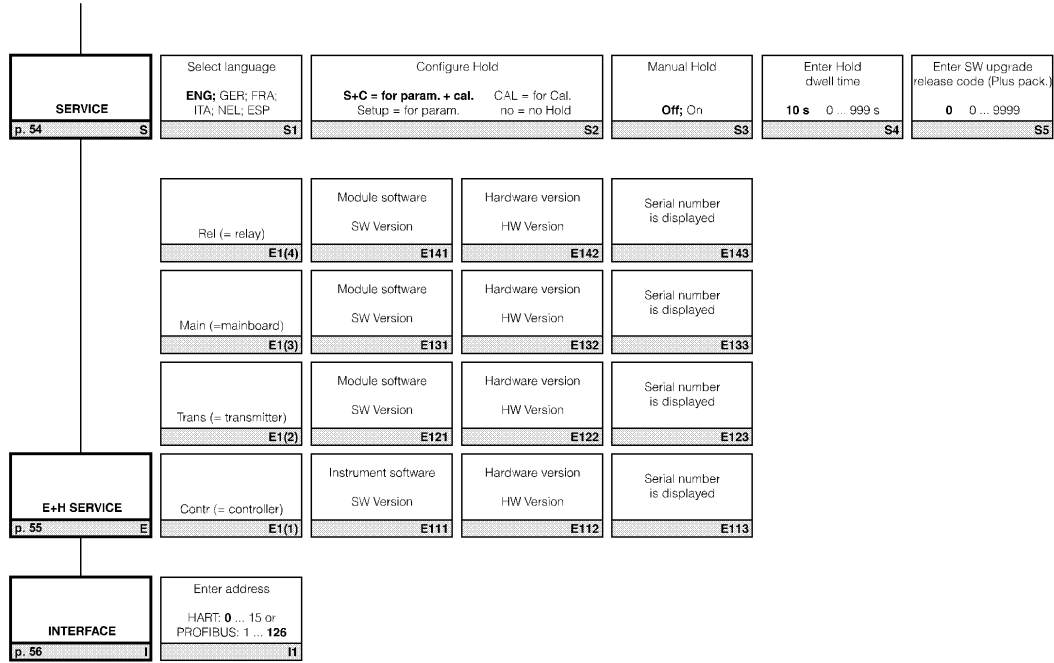 SERVICE
p. 54 S
Select language
ENG; GER; FRA;
ITA; NEL; ESP
S1
Configure Hold
S+C = for param. + cal. CAL = for Cal.
Setup = for param. no = no Hold
S2
Manual Hold
Off; On
S3
Enter Hold
dwell time
10 s 0 ... 999 s
S4
Enter SW upgrade
release code (Plus pack.)
0 0 ... 9999
S5
Rel (= relay)
E1(4)
Module software
SW Version
E141
Hardware version
HW Version
E142
Serial number
is displayed
E143
Main (=mainboard)
E1(3)
Module software
SW Version
E131
Hardware version
HW Version
E132
Serial number
is displayed
E133
Trans (= transmitter)
E1(2)
Module software
SW Version
E121
Hardware version
HW Version
E122
Serial number
is displayed
E123
E+H SERVICE
p. 55 E
Contr (= controller)
E1(1)
Instrument software
SW Version
E111
Hardware version
HW Version
E112
Serial number
is displayed
E113
INTERFACE
p. 56 I
Enter address
HART: 0 ... 15 or
PROFIBUS: 1 ... 126
I1